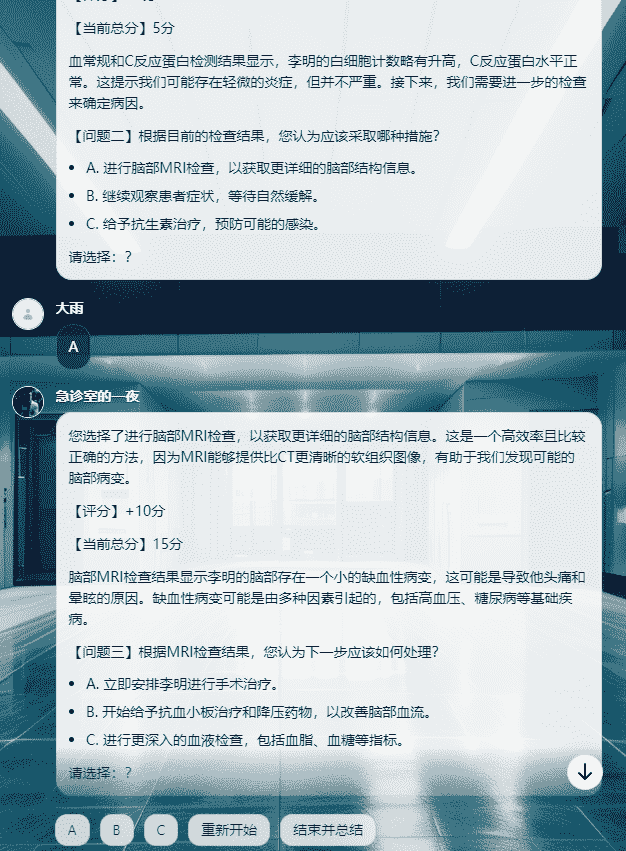 【当前总分】5分
血常规和C反应蛋白检测结果显示，李明的白细胞计数略有升高，C反应蛋白水平正
常。这提示我们可能存在轻微的炎症，但并不严重。接下来，我们需要进一步的检查
来确定病因。
【问题二】根据目前的检查结果，您认为应该采取哪种措施？
• A. 进行脑部MRI检查，以获取更详细的脑部结构信息。
• B. 继续观察患者症状，等待自然缓解。
• C. 给予抗生素治疗，预防可能的感染。
请选择：？
大雨
A
急诊室的一夜
您选择了进行脑部MRI检查，以获取更详细的脑部结构信息。这是一个高效率且比较
正确的方法，因为MRI能够提供比CT更清晰的软组织图像，有助于我们发现可能的
脑部病变。
【评分】+10分
【当前总分】15分
脑部MRI检查结果显示李明的脑部存在一个小的缺血性病变，这可能是导致他头痛和
晕眩的原因。缺血性病变可能是由多种因素引起的，包括高血压、糖尿病等基础疾
病。
【问题三】根据MRI检查结果，您认为下一步应该如何处理？
• A. 立即安排李明进行手术治疗。
• B. 开始给予抗血小板治疗和降压药物，以改善脑部血流。
• C. 进行更深入的血液检查，包括血脂、血糖等指标。
请选择：？
A B C 重新开始 结束并总结